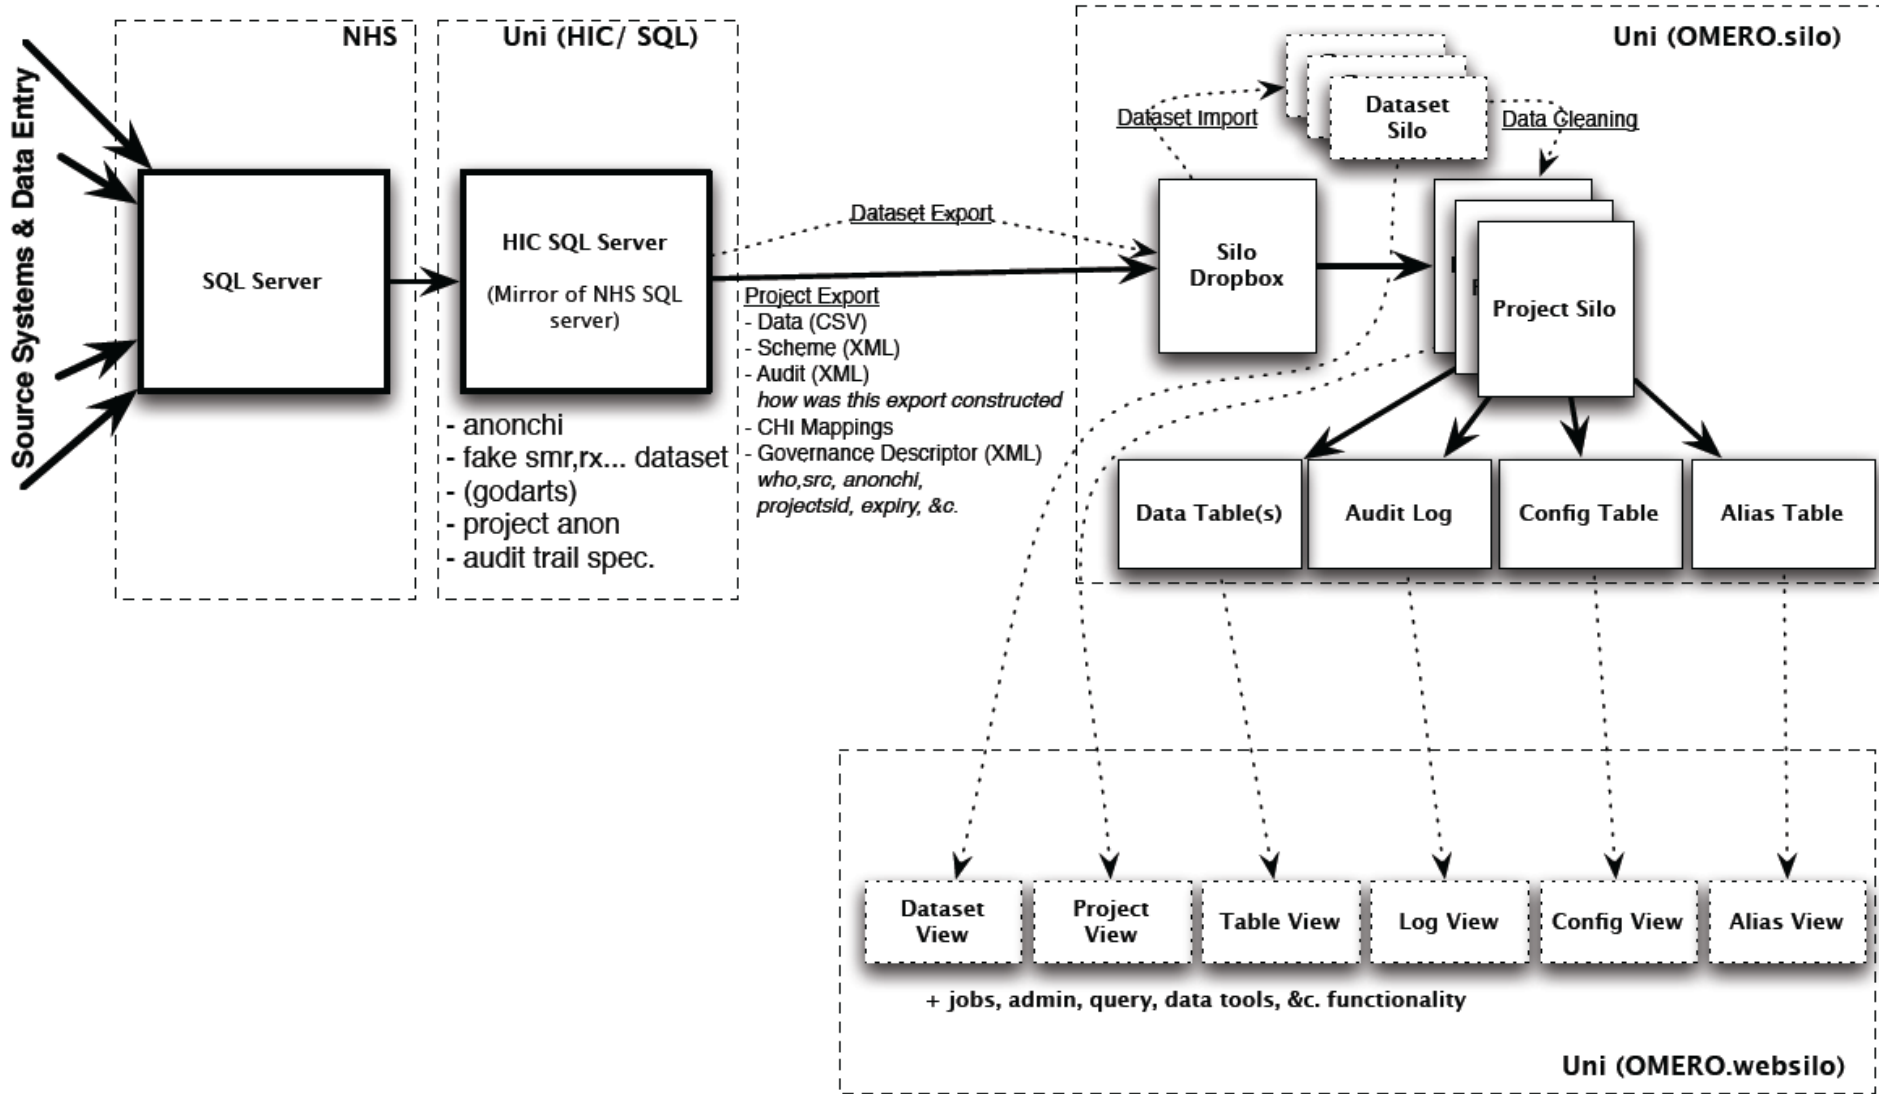 Source Systems & Data Entry
NHS
SQL Server
Uni (HIC/ SQL)
HIC SQL Server
(Mirror of NHS SQL
server)
- anonchi
- fake smr,rx... dataset
- (godarts)
- project anon
- audit trail spec.
Dataset Export
Project Export
- Data (CSV)
- Scheme (XML)
- Audit (XML)
how was this export constructed
- CHI Mappings
- Governance Descriptor (XML)
who,src, anonchi,
projectsid, expiry, &c.
Uni (OMERO.silo)
Dataset Import
Dataset
Silo
Data Cleaning
Silo
Dropbox
Project Silo
Data Table(s)
Audit Log
Config Table
Alias Table
Dataset
View
Project
View
Table View
Log View
Config View
Alias View
+ jobs, admin, query, data tools, &c. functionality
Uni (OMERO.websilo)